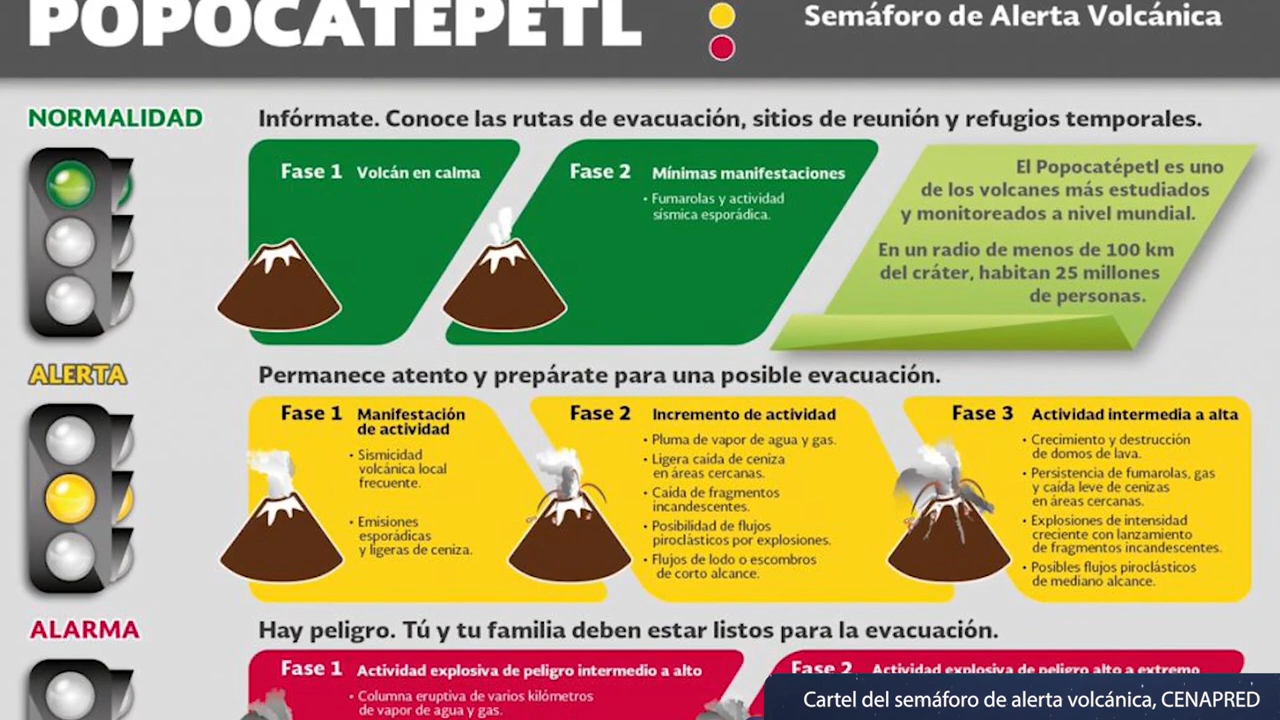 POPOCATÉPETL
Semáforo de Alerta Volcánica
NORMALIDAD
Infórmate. Conoce las rutas de evacuación, sitios de reunión y refugios temporales.
Fase 1 Volcán en calma
Fase 2 Mínimas manifestaciones
• Fumarolas y actividad
sísmica esporádica.
El Popocatépetl es uno
de los volcanes más estudiados
y monitoreados a nivel mundial.
En un radio de menos de 100 km
del cráter, habitan 25 millones
de personas.
ALERTA
Permanece atento y prepárate para una posible evacuación.
Fase 1 Manifestación
de actividad
• Sismicidad
volcánica local
frecuente.
• Emisiones
esporádicas
y ligeras de ceniza.
Fase 2 Incremento de actividad
• Pluma de vapor de agua y gas.
• Ligera caída de ceniza
en áreas cercanas.
• Caída de fragmentos
incandescentes.
• Posibilidad de flujos
piroclásticos por explosiones.
• Flujos de lodo o escombros
de corto alcance.
Fase 3 Actividad intermedia a alta
• Crecimiento y destrucción
de domos de lava.
• Persistencia de fumarolas, gas
y caída leve de cenizas
en áreas cercanas.
• Explosiones de intensidad
creciente con lanzamiento
de fragmentos incandescentes.
• Posibles flujos piroclásticos
de mediano alcance.
ALARMA
Hay peligro. Tú y tu familia deben estar listos para la evacuación.
Fase 1 Actividad explosiva de peligro intermedio a alto
• Columna eruptiva de varios kilómetros
de vapor de agua y gas.
Fase 2 Actividad explosiva de peligro alto a extremo
Cartel del semáforo de alerta volcánica, CENAPRED